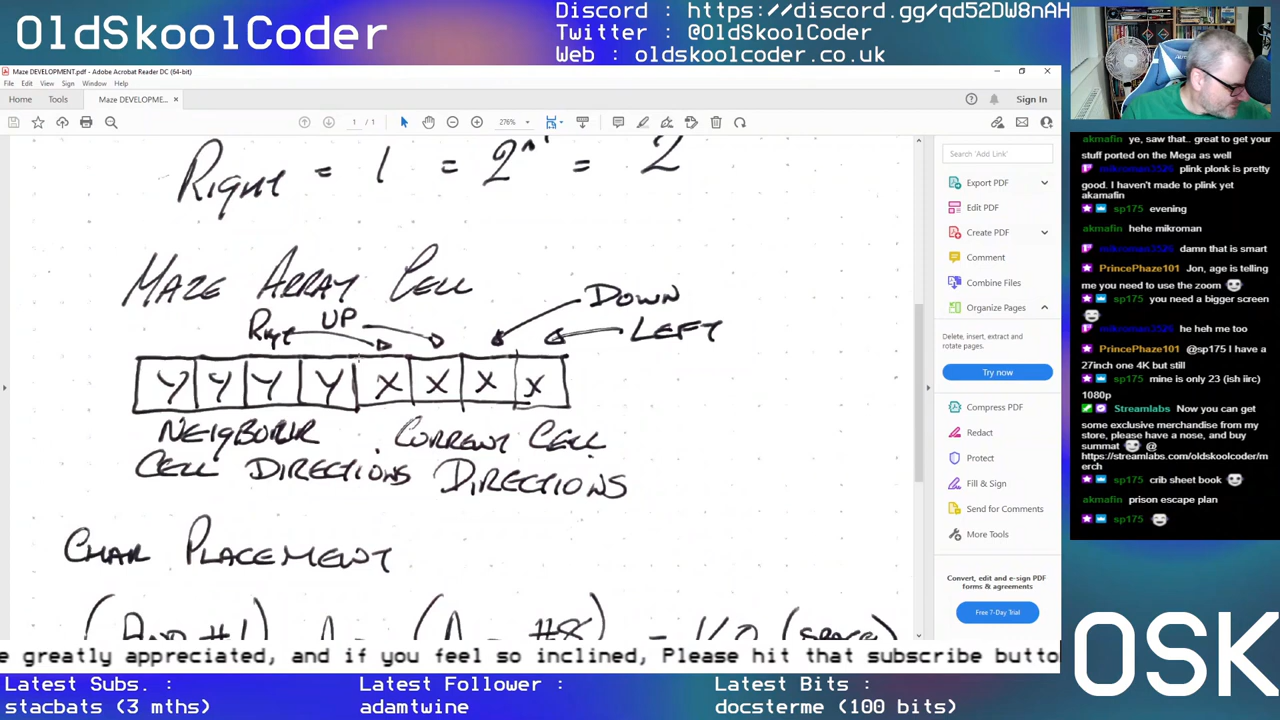 OldSkoolCoder
Discord : https://discord.gg/qd52DW8nAH
Twitter : @OldSkoolCoder
Web : oldskoolcoder.co.uk
Maze DEVELOPMENT.pdf - Adobe Acrobat Reader DC (64-bit)
File Edit View Sign Window Help
Home Tools Maze DEVELOPME... × Sign In
1 / 1 276%
Right = 1 = 2 = 2
MAZE ARRAY CELL
Right UP DOWN
LEFT
Y Y Y Y X X X X
NEIGBORR CURRENT CELL
CELL DIRECTIONS DIRECTIONS
CHAR PLACEMENT
Search 'Add Link'
Export PDF
Edit PDF
Create PDF
Comment
Combine Files
Organize Pages
Delete, insert, extract and
rotate pages.
Try now
Compress PDF
Redact
Protect
Fill & Sign
Send for Comments
More Tools
Convert, edit and e-sign PDF
forms & agreements
Free 7-Day Trial
akmafin ye, saw that.. great to get your
stuff ported on the Mega as well
mikroman3526 plink plonk is pretty
good. I haven't made to plink yet
akamafin
sp175 evening
akmafin hehe mikroman
mikroman3526 damn that is smart
PrincePhaze101 Jon, age is telling
me you need to use the zoom
sp175 you need a bigger screen
mikroman3526 he heh me too
PrincePhaze101 @sp175 I have a
27inch one 4K but still
sp175 mine is only 23 (ish iirc)
1080p
Streamlabs Now you can get
some exclusive merchandise from my
store, please have a nose, and buy
summat @
https://streamlabs.com/oldskoolcoder/m
erch
sp175 crib sheet book
akmafin prison escape plan
sp175
e greatly appreciated, and if you feel so inclined, Please hit that subscribe butto
Latest Subs. :
stacbats (3 mths)
Latest Follower :
adamtwine
Latest Bits :
docsterme (100 bits)
OSK